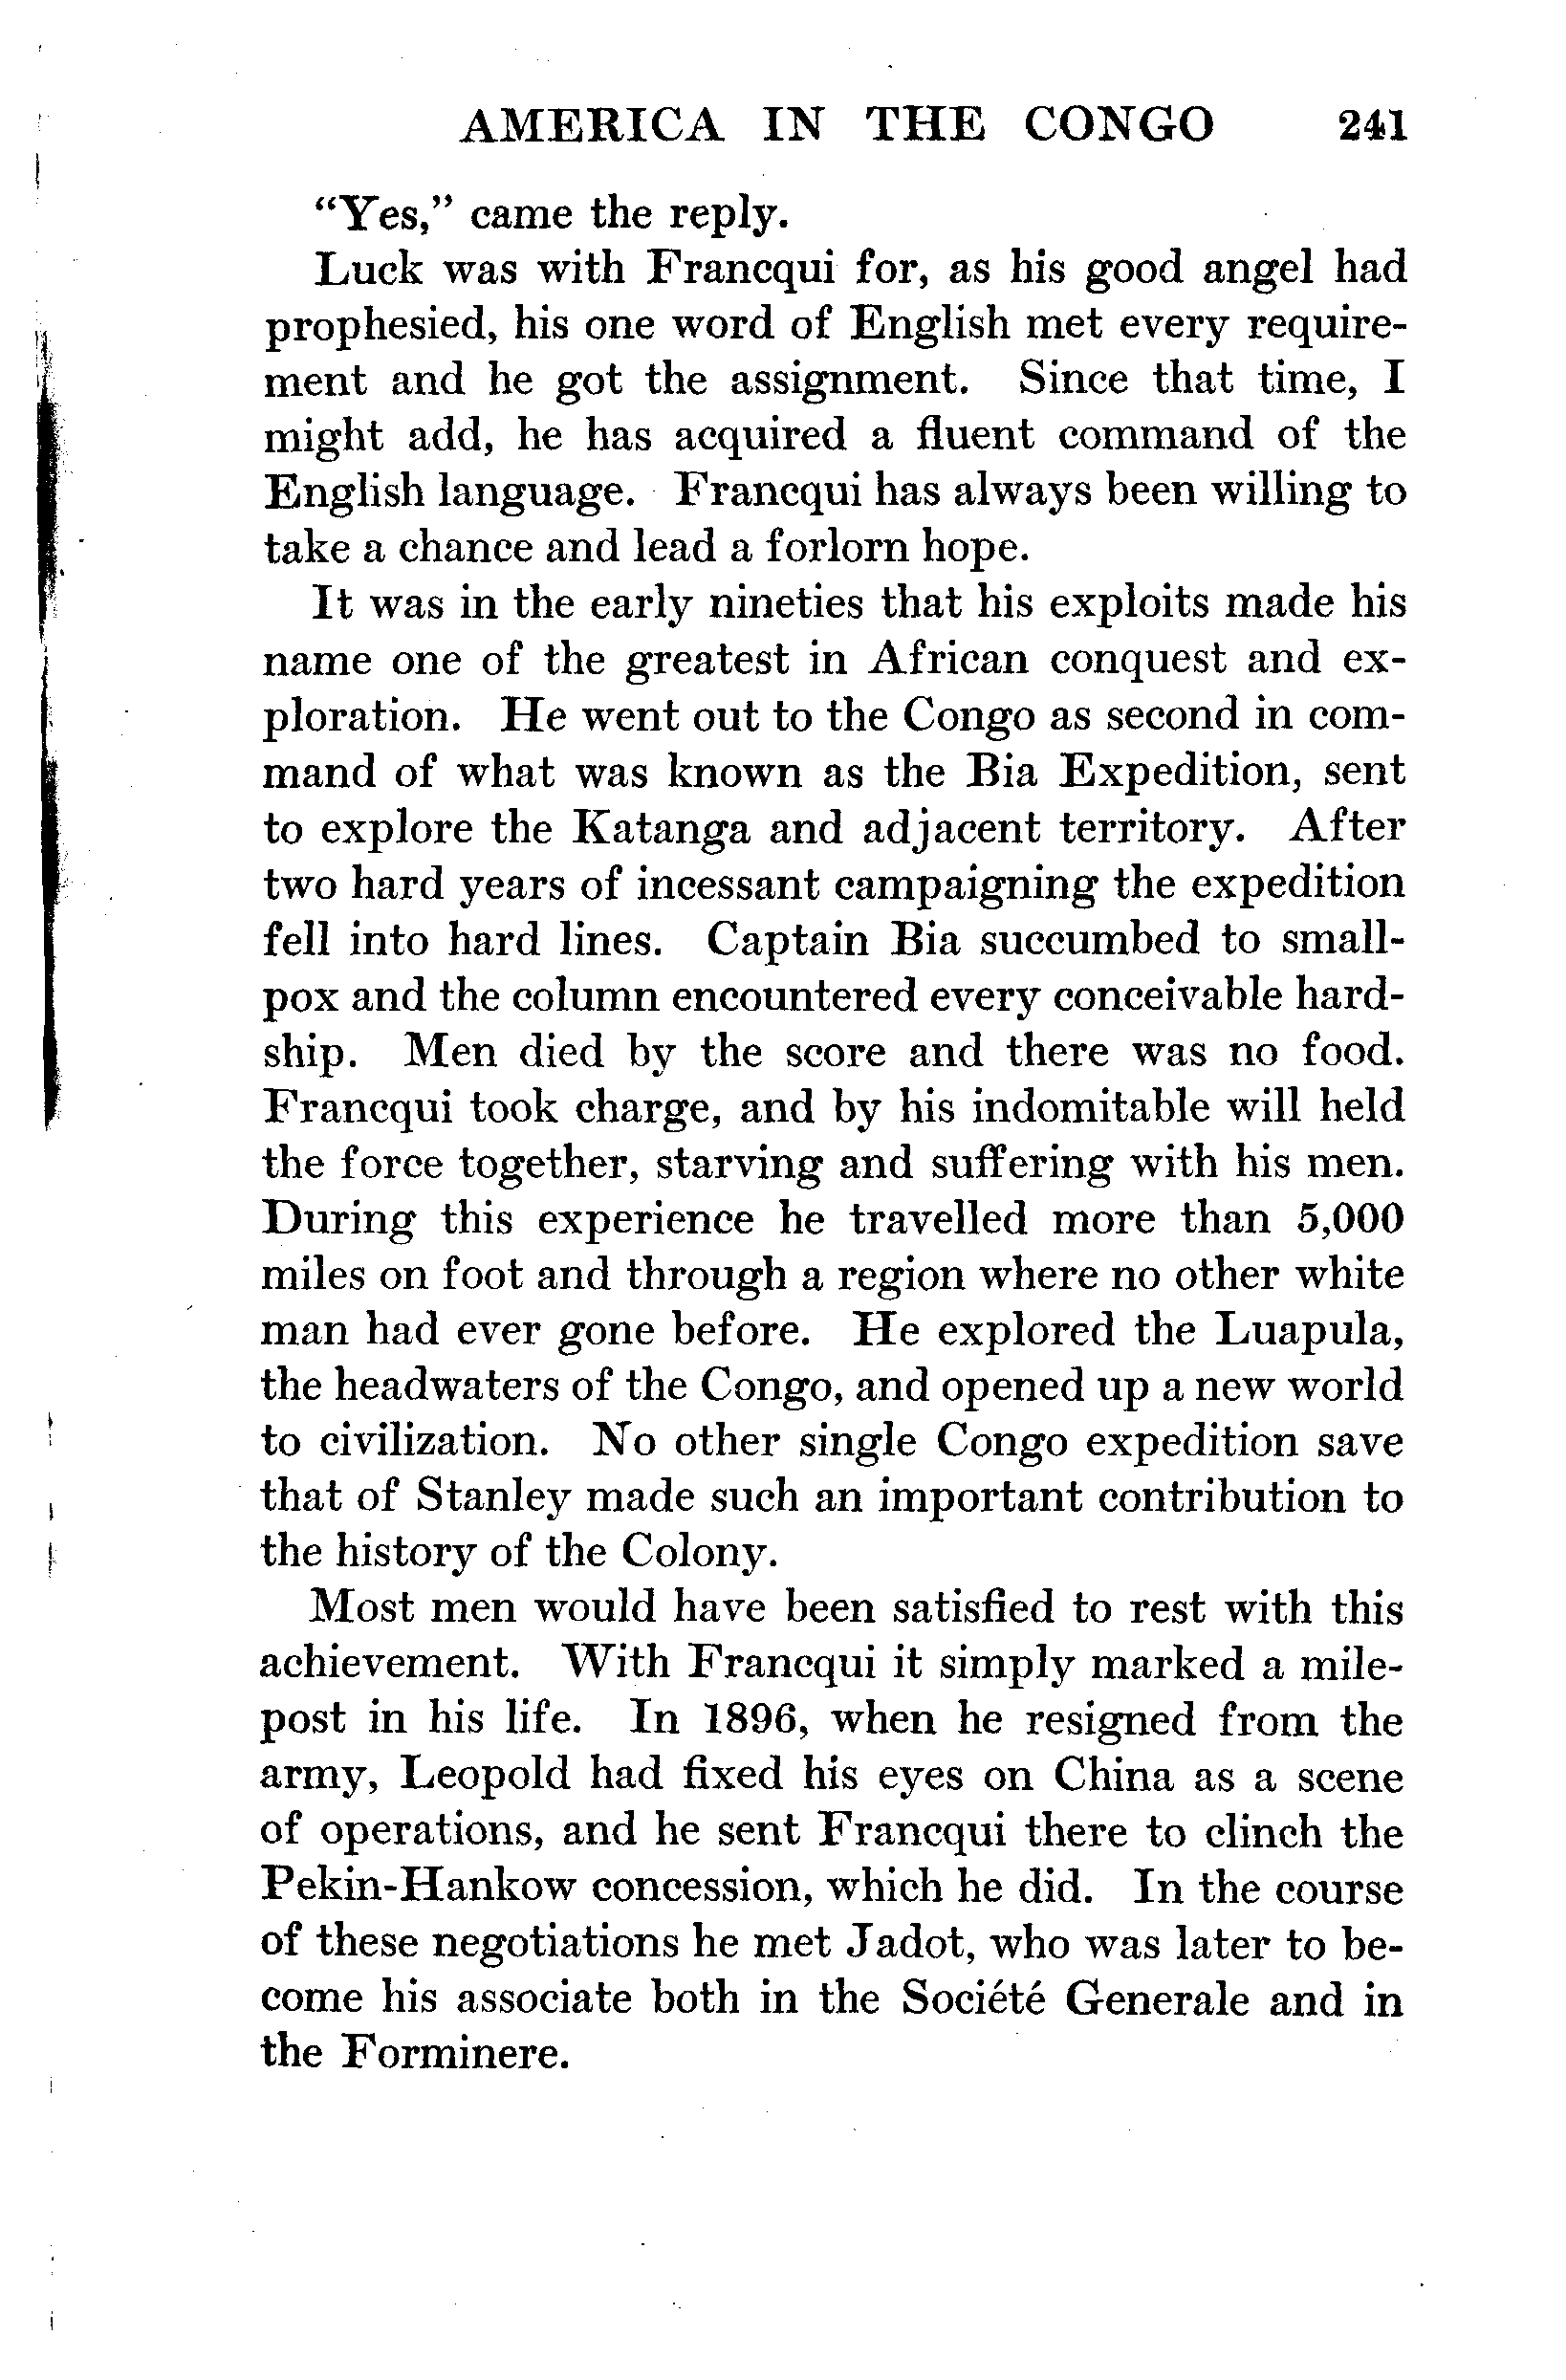 AMERICA IN THE CONGO 241
“Yes,” came the reply.
Luck was with Francqui for, as his good angel had
prophesied, his one word of English met every require-
ment and he got the assignment. Since that time, I
might add, he has acquired a fluent command of the
English language. Francqui has always been willing to
take a chance and lead a forlorn hope.
It was in the early nineties that his exploits made his
name one of the greatest in African conquest and ex-
ploration. He went out to the Congo as second in com-
mand of what was known as the Bia Expedition, sent
to explore the Katanga and adjacent territory. After
two hard years of incessant campaigning the expedition
fell into hard lines. Captain Bia succumbed to small-
pox and the column encountered every conceivable hard-
ship. Men died by the score and there was no food.
Francqui took charge, and by his indomitable will held
the force together, starving and suffering with his men.
During this experience he travelled more than 5,000
miles on foot and through a region where no other white
man had ever gone before. He explored the Luapula,
the headwaters of the Congo, and opened up a new world
to civilization. No other single Congo expedition save
that of Stanley made such an important contribution to
the history of the Colony.
Most men would have been satisfied to rest with this
achievement. With Francqui it simply marked a mile-
post in his life. In 1896, when he resigned from the
army, Leopold had fixed his eyes on China as a scene
of operations, and he sent Francqui there to clinch the
Pekin-Hankow concession, which he did. In the course
of these negotiations he met Jadot, who was later to be-
come his associate both in the Société Generale and in
the Forminere.